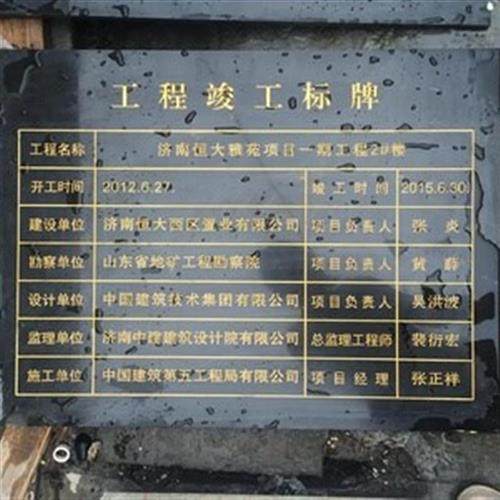 工程竣工标牌
工程名称 济南恒大雅苑项目一期工程2#楼
开工时间 2012.6.27 竣工时间 2015.6.30
建设单位 济南恒大西区置业有限公司 项目负责人 张炎
勘察单位 山东省地矿工程勘察院 项目负责人 黄薛
设计单位 中国建筑技术集团有限公司 项目负责人 吴洪波
监理单位 济南中建建筑设计院有限公司 总监理工程师 裴衍宏
施工单位 中国建筑第五工程局有限公司 项目经理 张正祥